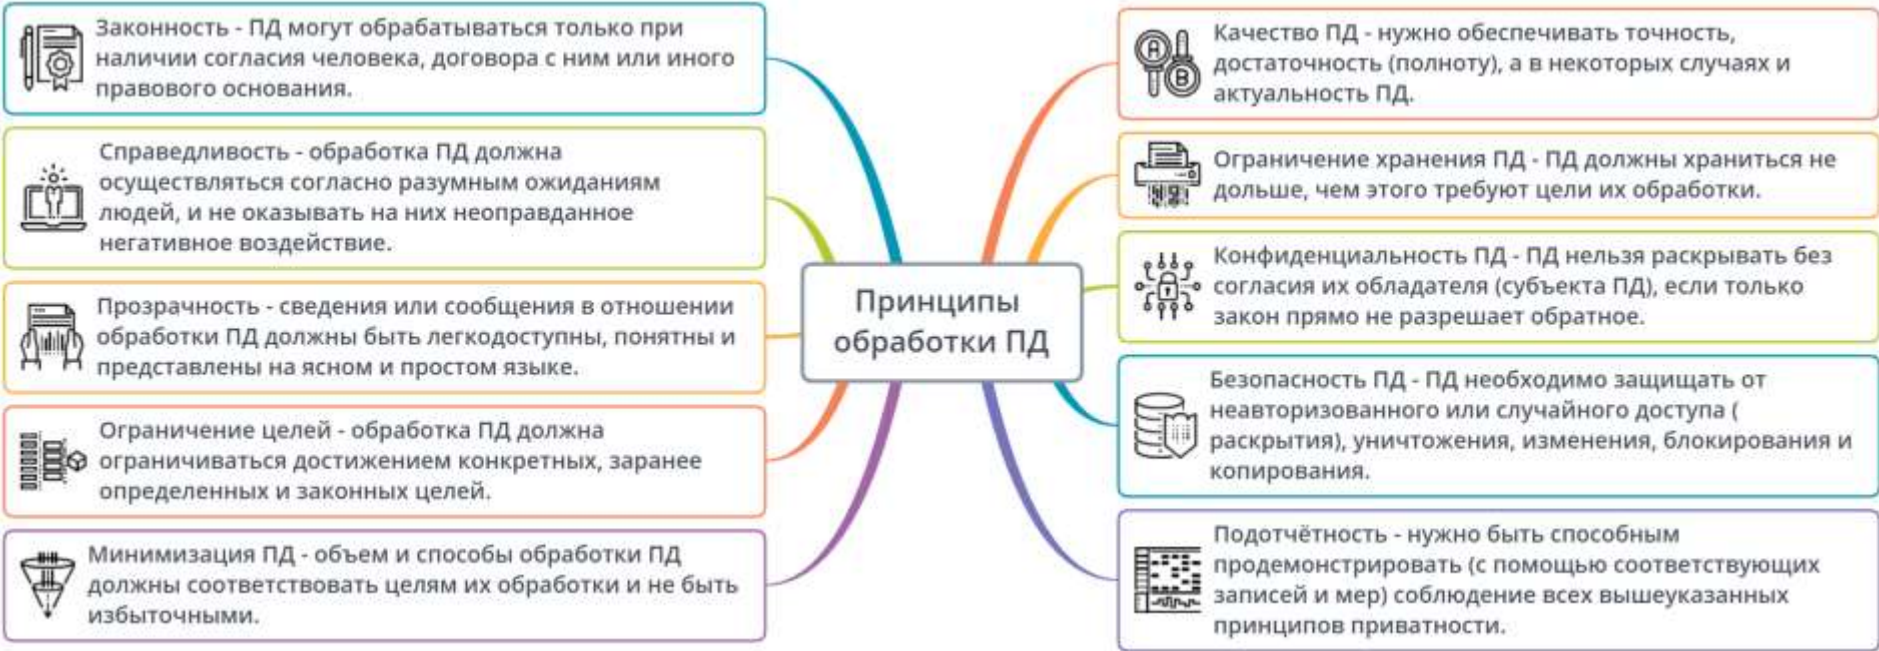 Законность - ПД могут обрабатываться только при
наличии согласия человека, договора с ним или иного
правового основания.
Справедливость - обработка ПД должна
осуществляться согласно разумным ожиданиям
людей, и не оказывать на них неоправданное
негативное воздействие.
Прозрачность - сведения или сообщения в отношении
обработки ПД должны быть легкодоступны, понятны и
представлены на ясном и простом языке.
Ограничение целей - обработка ПД должна
ограничиваться достижением конкретных, заранее
определенных и законных целей.
Минимизация ПД - объем и способы обработки ПД
должны соответствовать целям их обработки и не быть
избыточными.
Принципы
обработки ПД
Качество ПД - нужно обеспечивать точность,
достаточность (полноту), а в некоторых случаях и
актуальность ПД.
Ограничение хранения ПД - ПД должны храниться не
дольше, чем этого требуют цели их обработки.
Конфиденциальность ПД - ПД нельзя раскрывать без
согласия их обладателя (субъекта ПД), если только
закон прямо не разрешает обратное.
Безопасность ПД - ПД необходимо защищать от
неавторизованного или случайного доступа (
раскрытия), уничтожения, изменения, блокирования и
копирования.
Подотчётность - нужно быть способным
продемонстрировать (с помощью соответствующих
записей и мер) соблюдение всех вышеуказанных
принципов приватности.